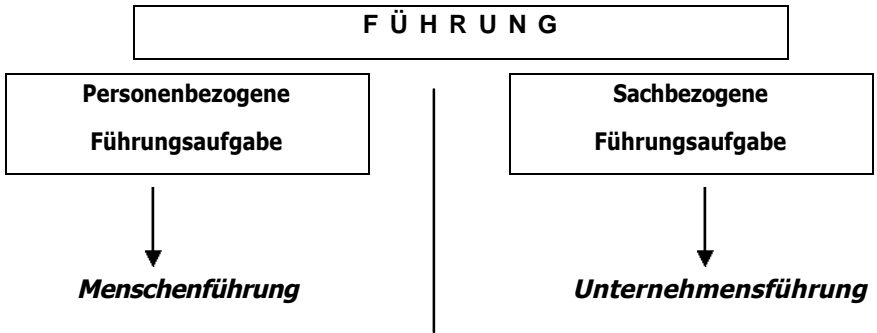 F Ü H R U N G
Personenbezogene
Führungsaufgabe
Menschenführung
Sachbezogene
Führungsaufgabe
Unternehmensführung